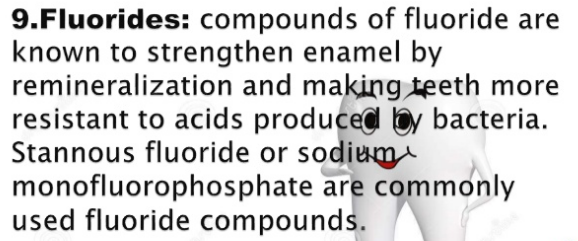 9.Fluorides: compounds of fluoride are
known to strengthen enamel by
remineralization and making teeth more
resistant to acids produced by bacteria.
Stannous fluoride or sodium
monofluorophosphate are commonly
used fluoride compounds.